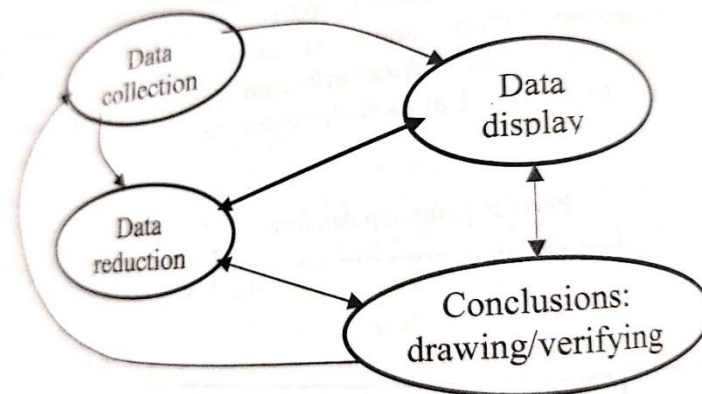 Data
collection
Data
display
Data
reduction
Conclusions:
drawing/verifying